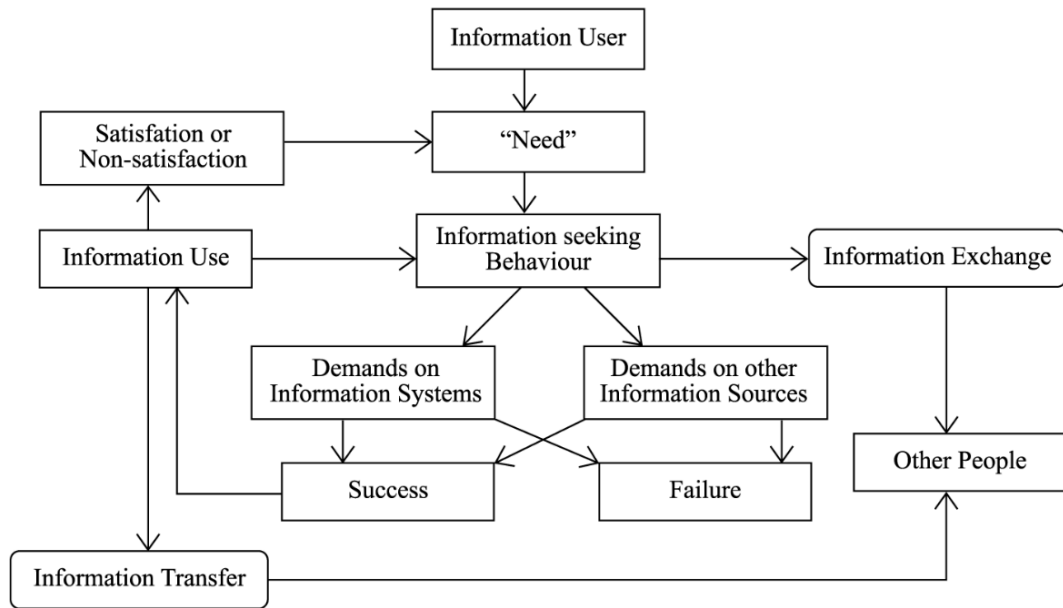 Information User
Satisfation or
Non-satisfaction
“Need”
Information Use
Information seeking
Behaviour
Information Exchange
Demands on
Information Systems
Demands on other
Information Sources
Other People
Success
Failure
Information Transfer